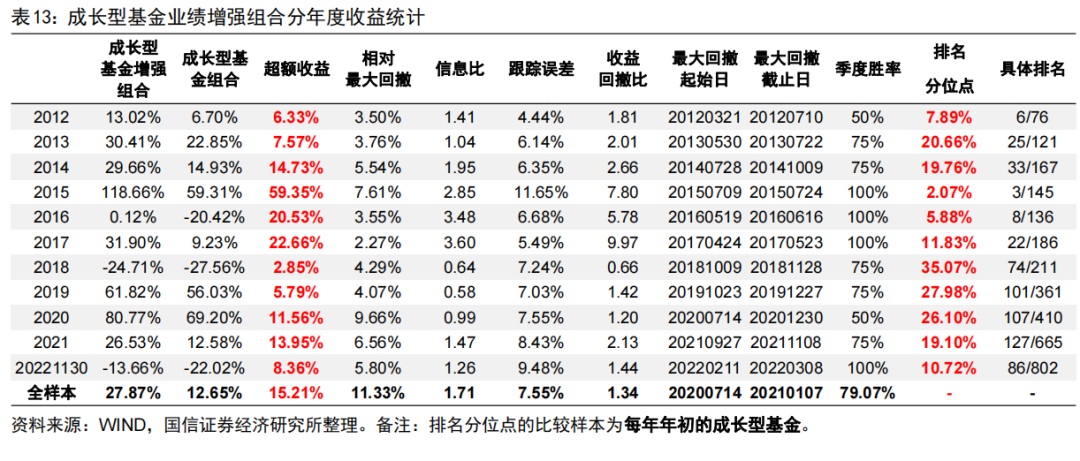 表13：成长型基金业绩增强组合分年度收益统计
成长型基金增强组合 成长型基金组合 超额收益 相对最大回撤 信息比 跟踪误差 收益回撤比 最大回撤起始日 最大回撤截止日 季度胜率 排名分位点 具体排名
2012 13.02% 6.70% 6.33% 3.50% 1.41 4.44% 1.81 20120321 20120710 50% 7.89% 6/76
2013 30.41% 22.85% 7.57% 3.76% 1.04 6.14% 2.01 20130530 20130722 75% 20.66% 25/121
2014 29.66% 14.93% 14.73% 5.54% 1.95 6.35% 2.66 20140728 20141009 75% 19.76% 33/167
2015 118.66% 59.31% 59.35% 7.61% 2.85 11.65% 7.80 20150709 20150724 100% 2.07% 3/145
2016 0.12% -20.42% 20.53% 3.55% 3.48 6.68% 5.78 20160519 20160616 100% 5.88% 8/136
2017 31.90% 9.23% 22.66% 2.27% 3.60 5.49% 9.97 20170424 20170523 100% 11.83% 22/186
2018 -24.71% -27.56% 2.85% 4.29% 0.64 7.24% 0.66 20181009 20181128 75% 35.07% 74/211
2019 61.82% 56.03% 5.79% 4.07% 0.58 7.03% 1.42 20191023 20191227 75% 27.98% 101/361
2020 80.77% 69.20% 11.56% 9.66% 0.99 7.55% 1.20 20200714 20201230 50% 26.10% 107/410
2021 26.53% 12.58% 13.95% 6.56% 1.47 8.43% 2.13 20210927 20211108 75% 19.10% 127/665
20221130 -13.66% -22.02% 8.36% 5.80% 1.26 9.48% 1.44 20220211 20220308 100% 10.72% 86/802
全样本 27.87% 12.65% 15.21% 11.33% 1.71 7.55% 1.34 20200714 20210107 79.07% - -
资料来源：WIND，国信证券经济研究所整理。备注：排名分位点的比较样本为每年年初的成长型基金。